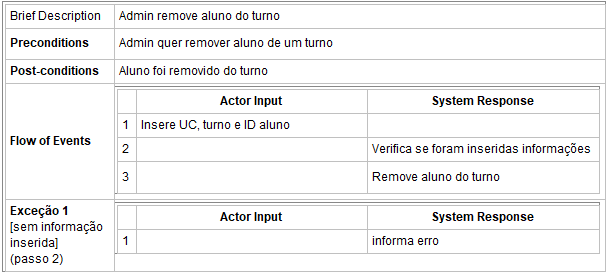 Brief Description Admin remove aluno do turno
Preconditions Admin quer remover aluno de um turno
Post-conditions Aluno foi removido do turno
Flow of Events
Actor Input System Response
1 Insere UC, turno e ID aluno
2 Verifica se foram inseridas informações
3 Remove aluno do turno
Exceção 1
[sem informação
inserida]
(passo 2)
Actor Input System Response
1 informa erro